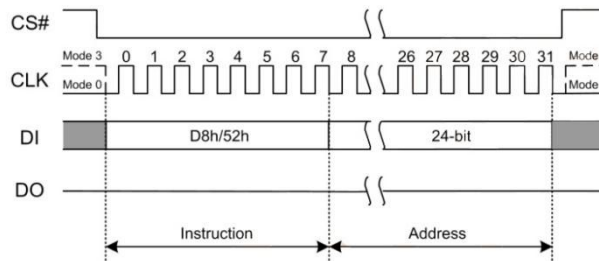 CS#
Mode 3 0 1 2 3 4 5 6 7 8 26 27 28 29 30 31 Mode
CLK
Mode 0 Mode
DI D8h/52h 24-bit
DO
Instruction Address